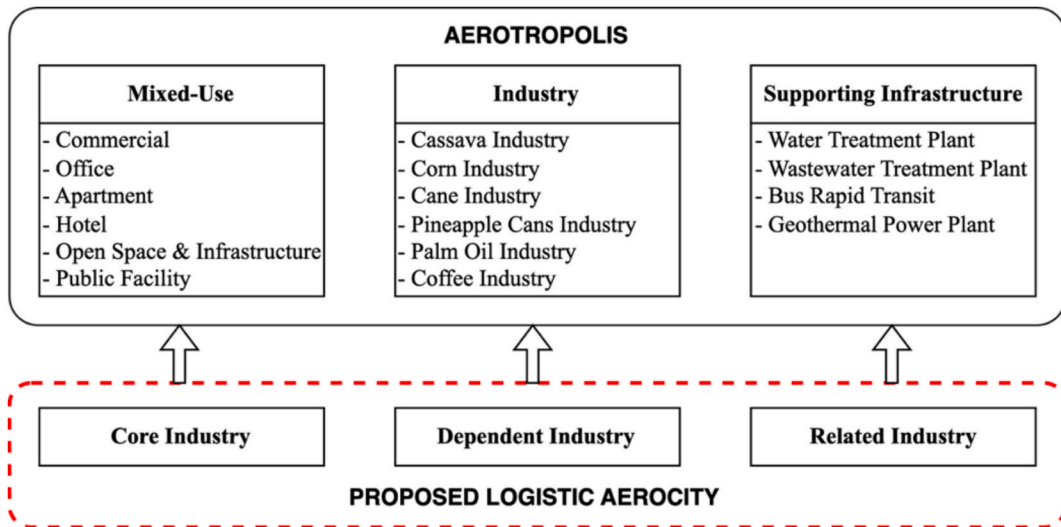 AEROTROPOLIS
Mixed-Use
- Commercial
- Office
- Apartment
- Hotel
- Open Space & Infrastructure
- Public Facility
Industry
- Cassava Industry
- Corn Industry
- Cane Industry
- Pineapple Cans Industry
- Palm Oil Industry
- Coffee Industry
Supporting Infrastructure
- Water Treatment Plant
- Wastewater Treatment Plant
- Bus Rapid Transit
- Geothermal Power Plant
Core Industry
Dependent Industry
Related Industry
PROPOSED LOGISTIC AEROCITY